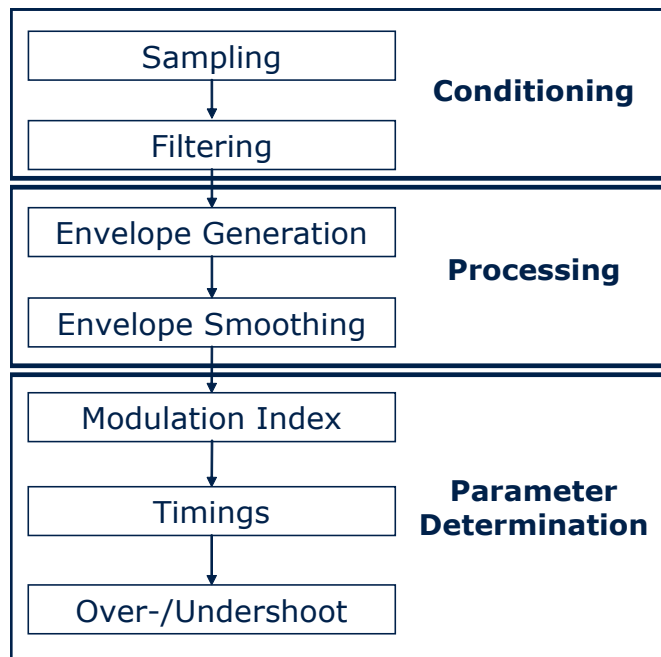 Sampling
Filtering
Conditioning
Envelope Generation
Envelope Smoothing
Processing
Modulation Index
Timings
Over-/Undershoot
Parameter
Determination